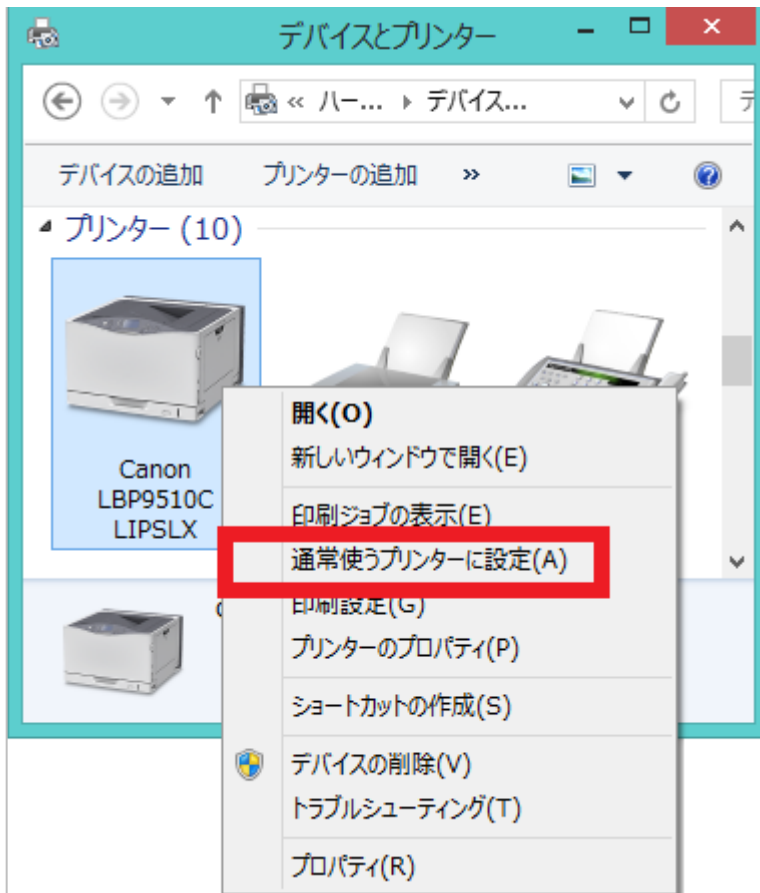 デバイスとプリンター
« ハー... ▸ デバイス...
デバイスの追加 プリンターの追加 »
プリンター (10)
Canon
LBP9510C
LIPSLX
開く(O)
新しいウィンドウで開く(E)
印刷ジョブの表示(E)
通常使うプリンターに設定(A)
印刷設定(G)
プリンターのプロパティ(P)
ショートカットの作成(S)
デバイスの削除(V)
トラブルシューティング(T)
プロパティ(R)